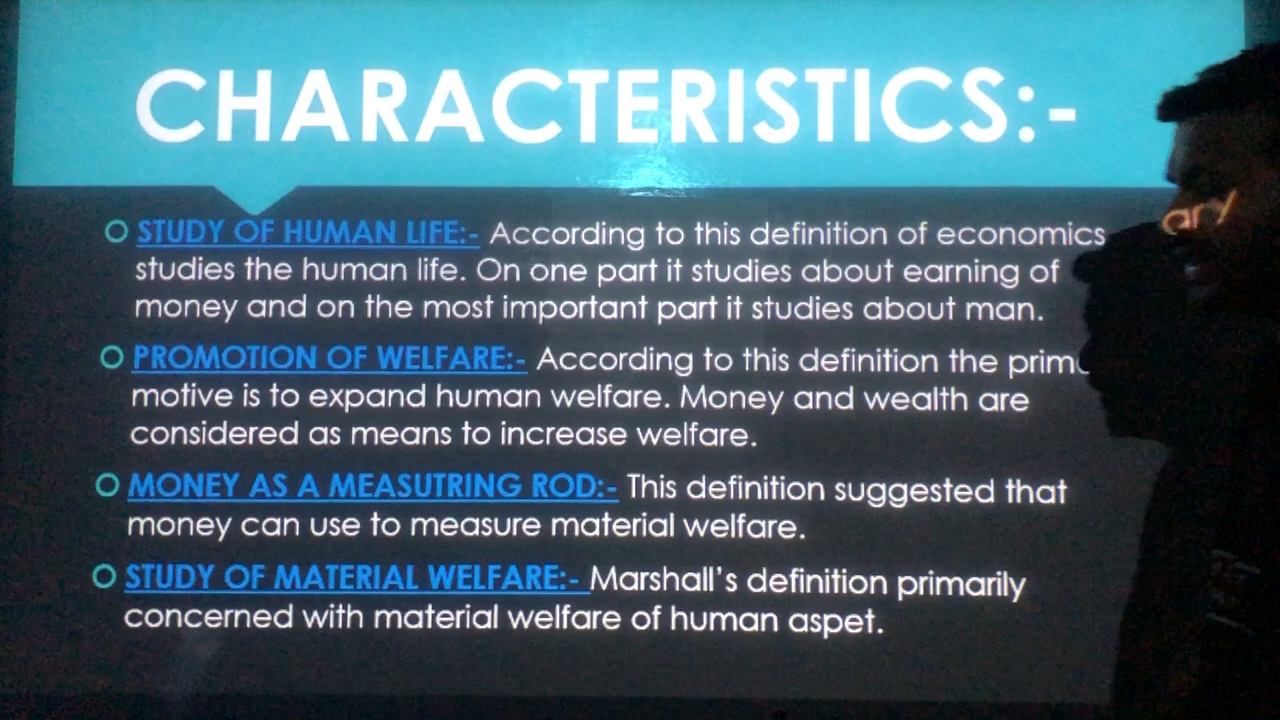 CHARACTERISTICS:-
STUDY OF HUMAN LIFE:- According to this definition of economics
studies the human life. On one part it studies about earning of
money and on the most important part it studies about man.
PROMOTION OF WELFARE:- According to this definition the prim
motive is to expand human welfare. Money and wealth are
considered as means to increase welfare.
MONEY AS A MEASUTRING ROD:- This definition suggested that
money can use to measure material welfare.
STUDY OF MATERIAL WELFARE:- Marshall's definition primarily
concerned with material welfare of human aspet.
ary